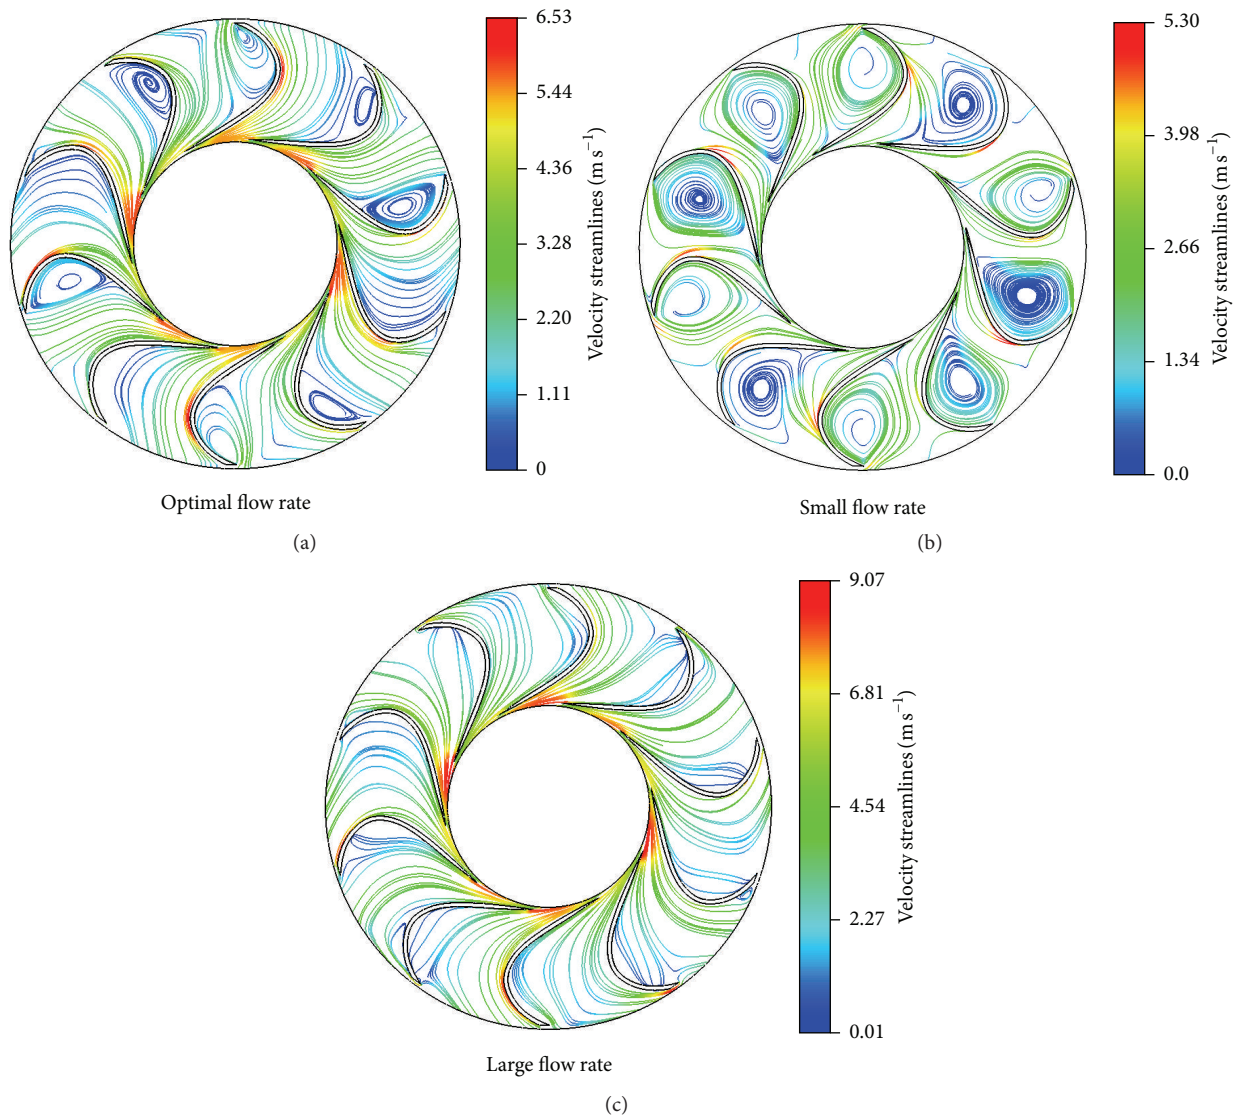 6.53
5.44
4.36
3.28
2.20
1.11
0
Velocity streamlines (m s−1)
Optimal flow rate
(a)
5.30
3.98
2.66
1.34
0.0
Velocity streamlines (m s−1)
Small flow rate
(b)
9.07
6.81
4.54
2.27
0.01
Velocity streamlines (m s−1)
Large flow rate
(c)